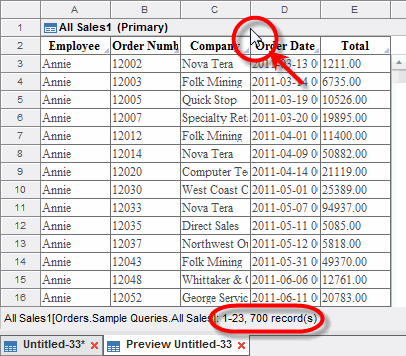 A B C D E
1 All Sales1 (Primary)
2 Employee Order Numb Company Order Date Total
3 Annie 12002 Nova Tera 2011-03-13 0 1211.00
4 Annie 12003 Folk Mining 2011-03-14 0 6735.00
5 Annie 12005 Quick Stop 2011-03-19 0 10526.00
6 Annie 12007 Specialty Reta 2011-03-20 0 19895.00
7 Annie 12012 Folk Mining 2011-04-01 0 11400.00
8 Annie 12014 Nova Tera 2011-04-09 0 50882.00
9 Annie 12020 Computer Tec 2011-04-14 0 21119.00
10 Annie 12030 West Coast C 2011-05-01 0 25389.00
11 Annie 12033 Nova Tera 2011-05-07 0 94937.00
12 Annie 12035 Direct Sales 2011-05-11 0 5085.00
13 Annie 12037 Northwest Ou 2011-05-12 0 5818.00
14 Annie 12043 Folk Mining 2011-05-31 0 49370.00
15 Annie 12048 Whittaker & C 2011-06-06 0 12761.00
16 Annie 12052 George Servic 2011-06-11 0 20783.00
All Sales1[Orders.Sample Queries.All Sales]: 1-23, 700 record(s)
Untitled-33* Preview Untitled-33